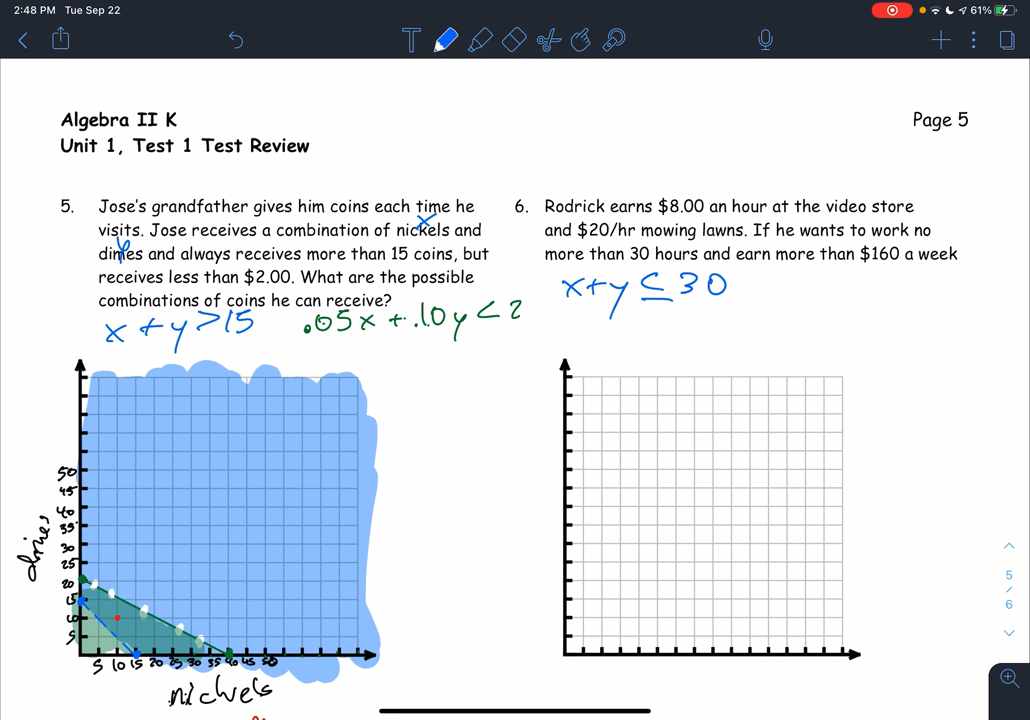 2:48 PM Tue Sep 22
61%
T
Algebra II K
Page 5
Unit 1, Test 1 Test Review
5. Jose's grandfather gives him coins each time he
visits. Jose receives a combination of nickels and
x
dimes and always receives more than 15 coins, but
y
receives less than $2.00. What are the possible
combinations of coins he can receive?
x + y > 15
.05x + .10y < 2
6. Rodrick earns $8.00 an hour at the video store
and $20/hr mowing lawns. If he wants to work no
more than 30 hours and earn more than $160 a week
x + y ≤ 30
50
45
40
35
30
25
20
15
10
5
dimes
5 10 15 20 25 30 35 40 45 50
nickels
5
/
6